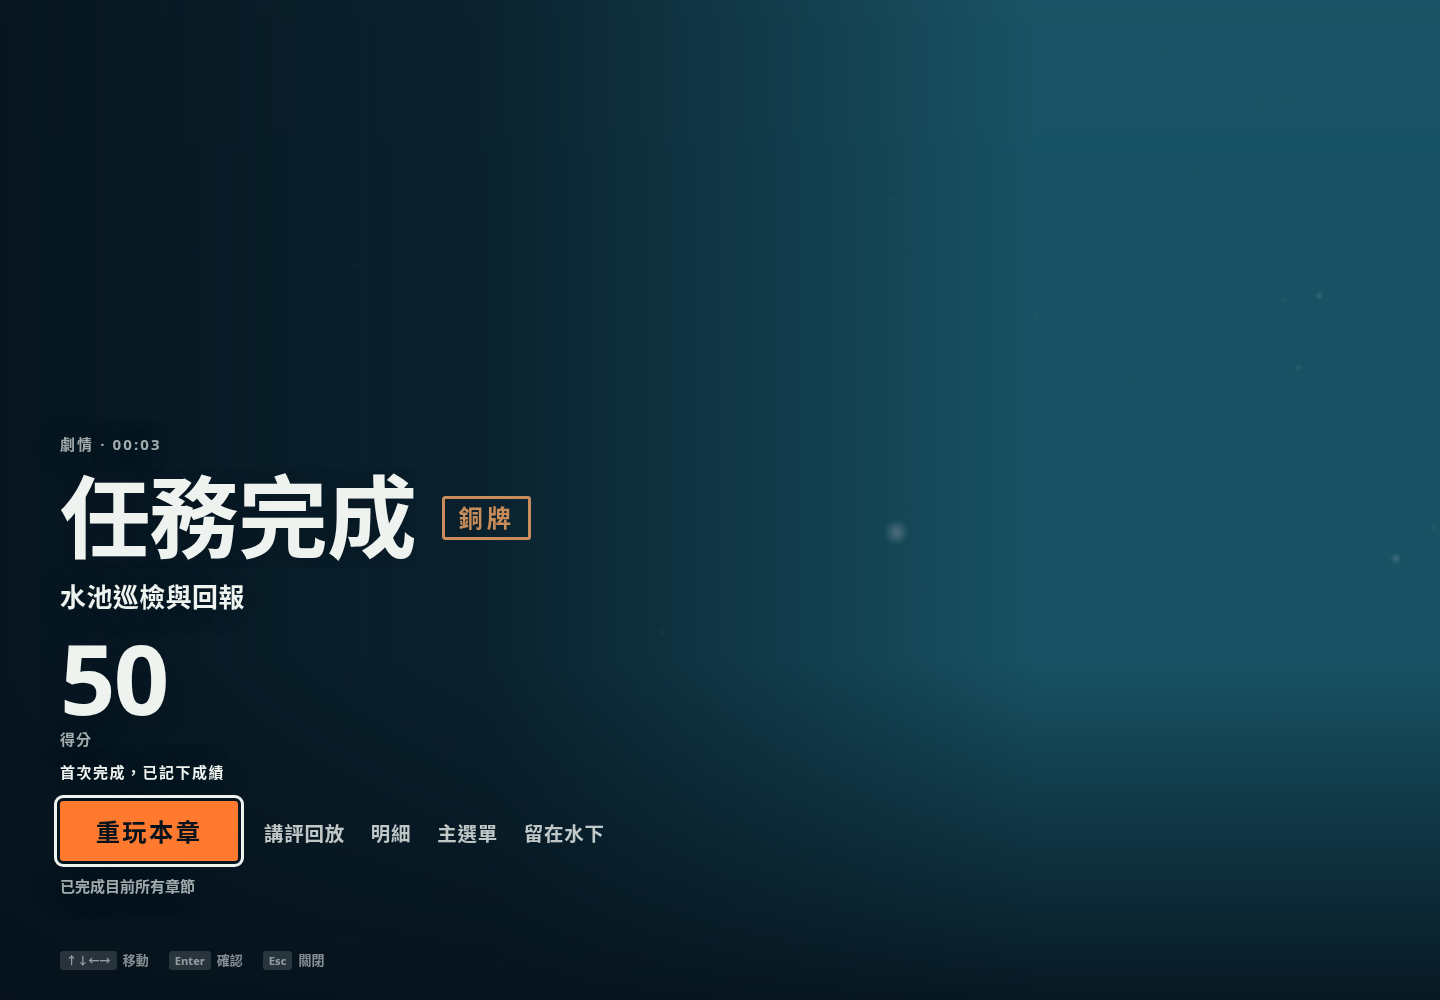 劇情 · 00:03
任務完成 銅牌
水池巡檢與回報
50
得分
首次完成，已記下成績
重玩本章 講評回放 明細 主選單 留在水下
已完成目前所有章節
↑↓←→ 移動 Enter 確認 Esc 關閉